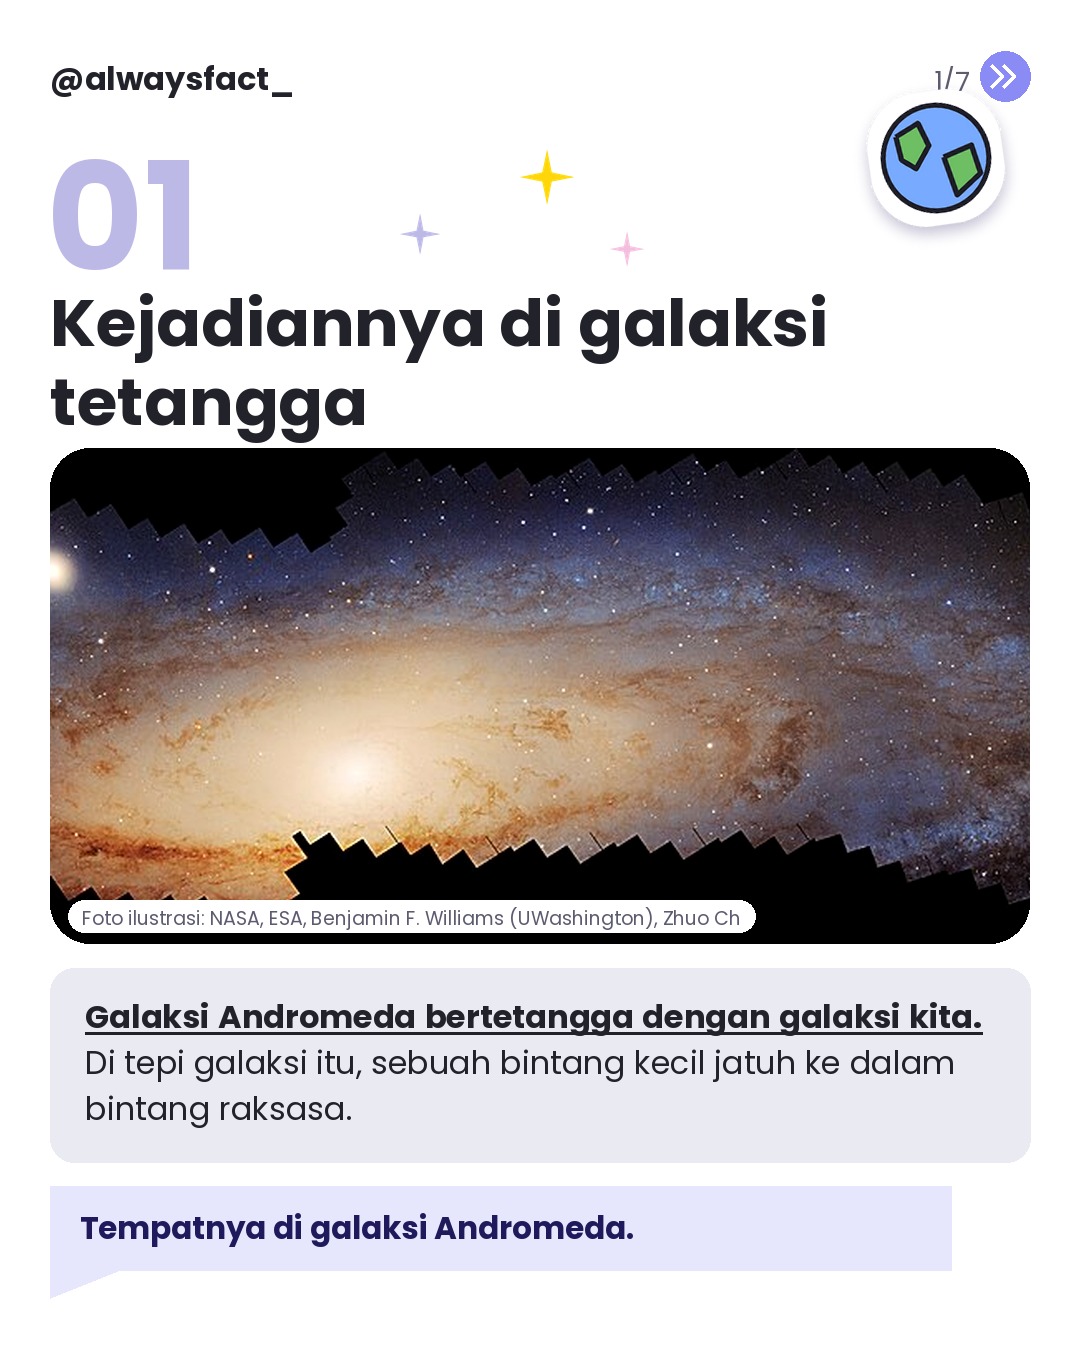 @alwaysfact_
1/7
01
Kejadiannya di galaksi
tetangga
Foto ilustrasi: NASA, ESA, Benjamin F. Williams (UWashington), Zhuo Ch
Galaksi Andromeda bertetangga dengan galaksi kita.
Di tepi galaksi itu, sebuah bintang kecil jatuh ke dalam
bintang raksasa.
Tempatnya di galaksi Andromeda.